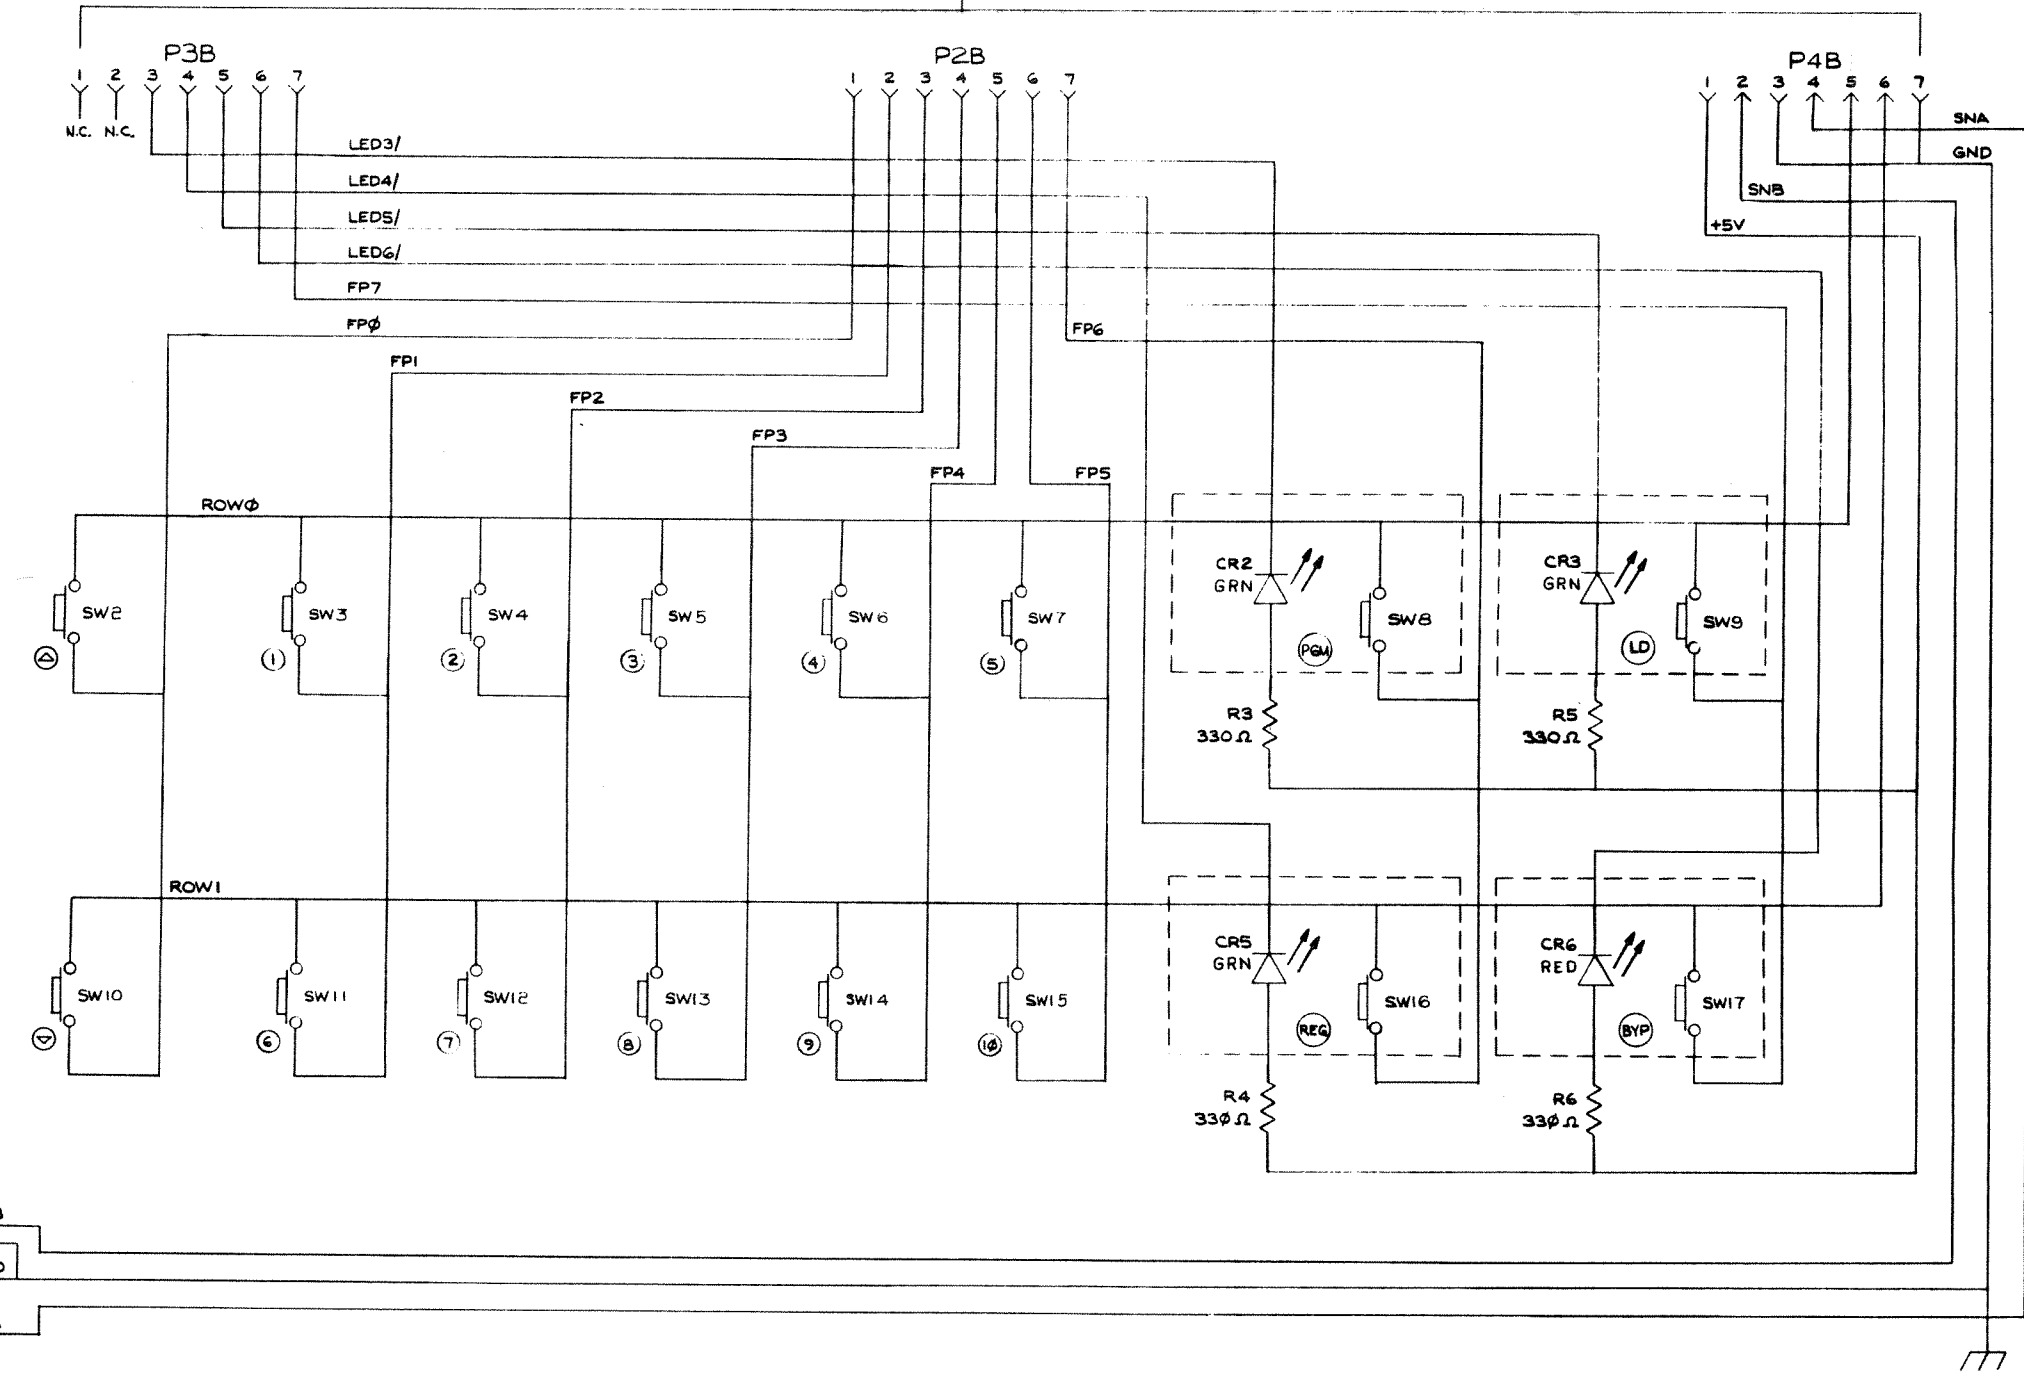 P3B
P2B
P4B
1 2 3 4 5 6 7
1 2 3 4 5 6 7
1 2 3 4 5 6 7
N.C. N.C.
SNA
GND
SNB
+5V
LED3/
LED4/
LED5/
LED6/
FP7
FPØ
FP6
FP1
FP2
FP3
FP4
FP5
ROWØ
SW2
SW3
SW4
SW5
SW6
SW7
CR2
GRN
SW8
CR3
GRN
SW9
1
2
3
4
5
PGM
LD
R3
330Ω
R5
330Ω
ROW1
SW10
SW11
SW12
SW13
SW14
SW15
CR5
GRN
SW16
CR6
RED
SW17
6
7
8
9
1Ø
REG
BYP
R4
33ØΩ
R6
33ØΩ